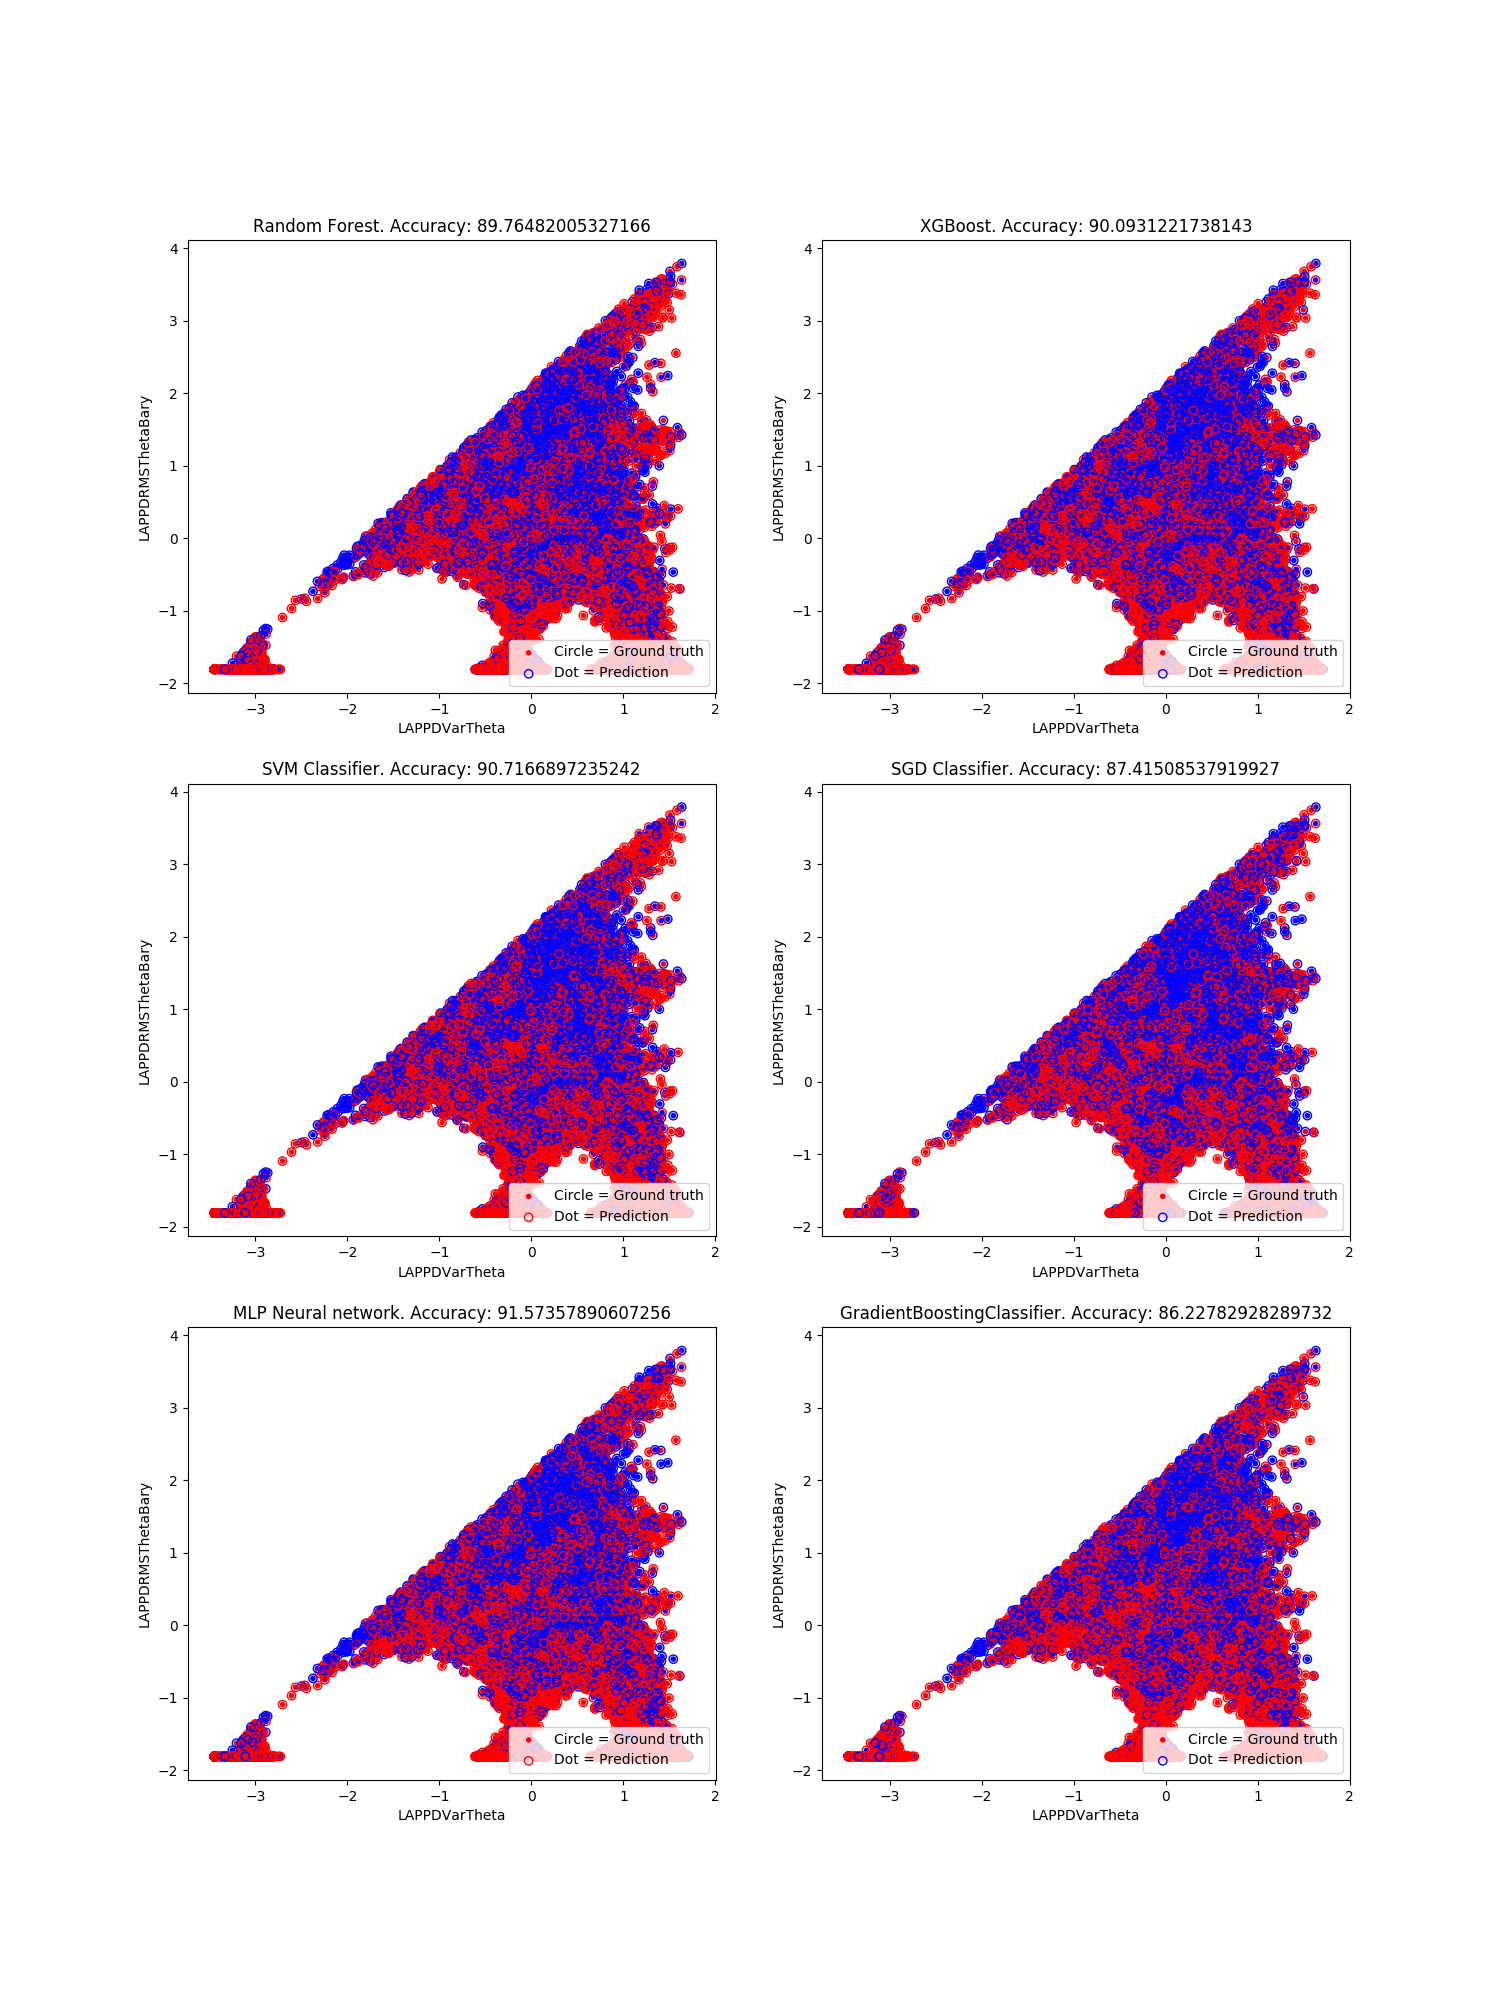 Random Forest. Accuracy: 89.76482005327166
4
3
2
1
0
−1
−2
LAPPDRMSThetaBary
Circle = Ground truth
Dot = Prediction
−3
−2
−1
0
1
2
LAPPDVarTheta
XGBoost. Accuracy: 90.0931221738143
4
3
2
1
0
−1
−2
LAPPDRMSThetaBary
Circle = Ground truth
Dot = Prediction
−3
−2
−1
0
1
2
LAPPDVarTheta
SVM Classifier. Accuracy: 90.7166897235242
4
3
2
1
0
−1
−2
LAPPDRMSThetaBary
Circle = Ground truth
Dot = Prediction
−3
−2
−1
0
1
2
LAPPDVarTheta
SGD Classifier. Accuracy: 87.41508537919927
4
3
2
1
0
−1
−2
LAPPDRMSThetaBary
Circle = Ground truth
Dot = Prediction
−3
−2
−1
0
1
2
LAPPDVarTheta
MLP Neural network. Accuracy: 91.57357890607256
4
3
2
1
0
−1
−2
LAPPDRMSThetaBary
Circle = Ground truth
Dot = Prediction
−3
−2
−1
0
1
2
LAPPDVarTheta
GradientBoostingClassifier. Accuracy: 86.22782928289732
4
3
2
1
0
−1
−2
LAPPDRMSThetaBary
Circle = Ground truth
Dot = Prediction
−3
−2
−1
0
1
2
LAPPDVarTheta